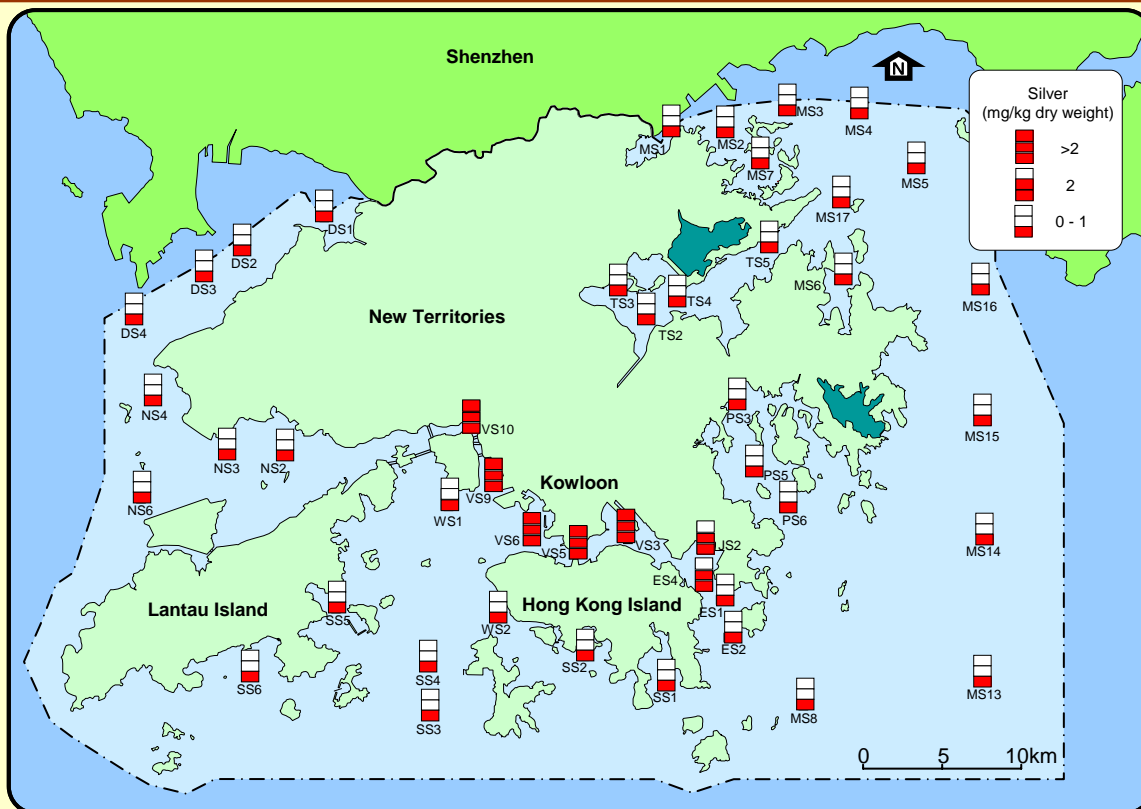 Shenzhen
N
Silver
(mg/kg dry weight)
>2
2
0 - 1
MS3
MS4
MS1
MS2
MS7
MS5
MS17
DS1
DS2
DS3
DS4
TS5
MS6
MS16
TS3
TS4
TS2
New Territories
NS4
PS3
MS15
VS10
NS3
NS2
Kowloon
PS5
VS9
WS1
NS6
PS6
VS6
VS5
VS3
JS2
MS14
ES4
Lantau Island
Hong Kong Island
ES1
SS5
WS2
ES2
SS2
SS4
SS6
SS1
MS13
SS3
MS8
0 5 10km